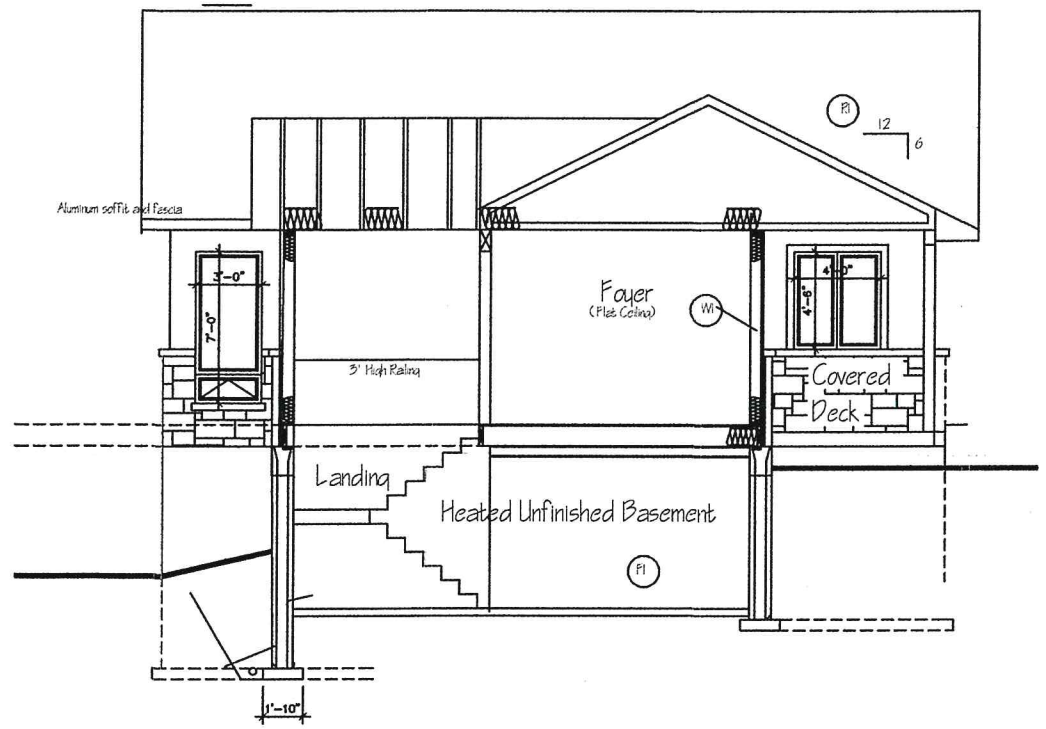 R1
12
6
Aluminum soffit and fascia
3'-0"
7'-0"
Foyer
(Flat Ceiling)
W1
4'-0"
4'-6"
3' High Railing
Covered
Deck
Landing
Heated Unfinished Basement
F1
1'-10"